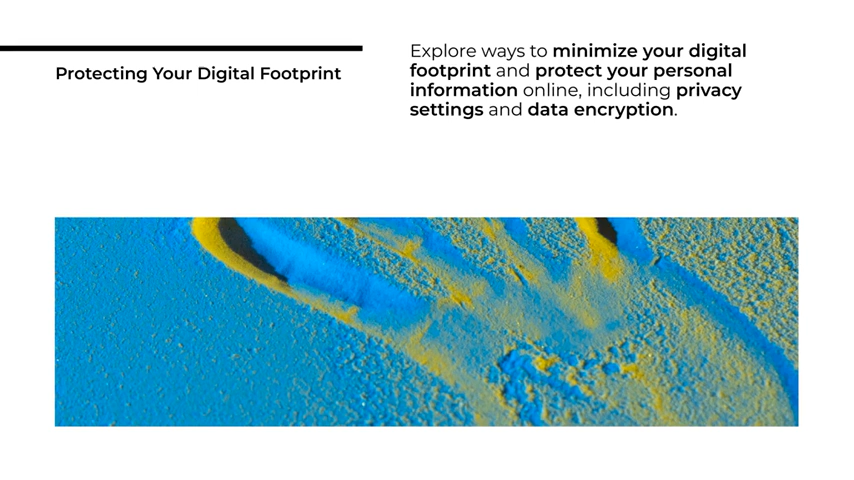 Protecting Your Digital Footprint
Explore ways to minimize your digital
footprint and protect your personal
information online, including privacy
settings and data encryption.